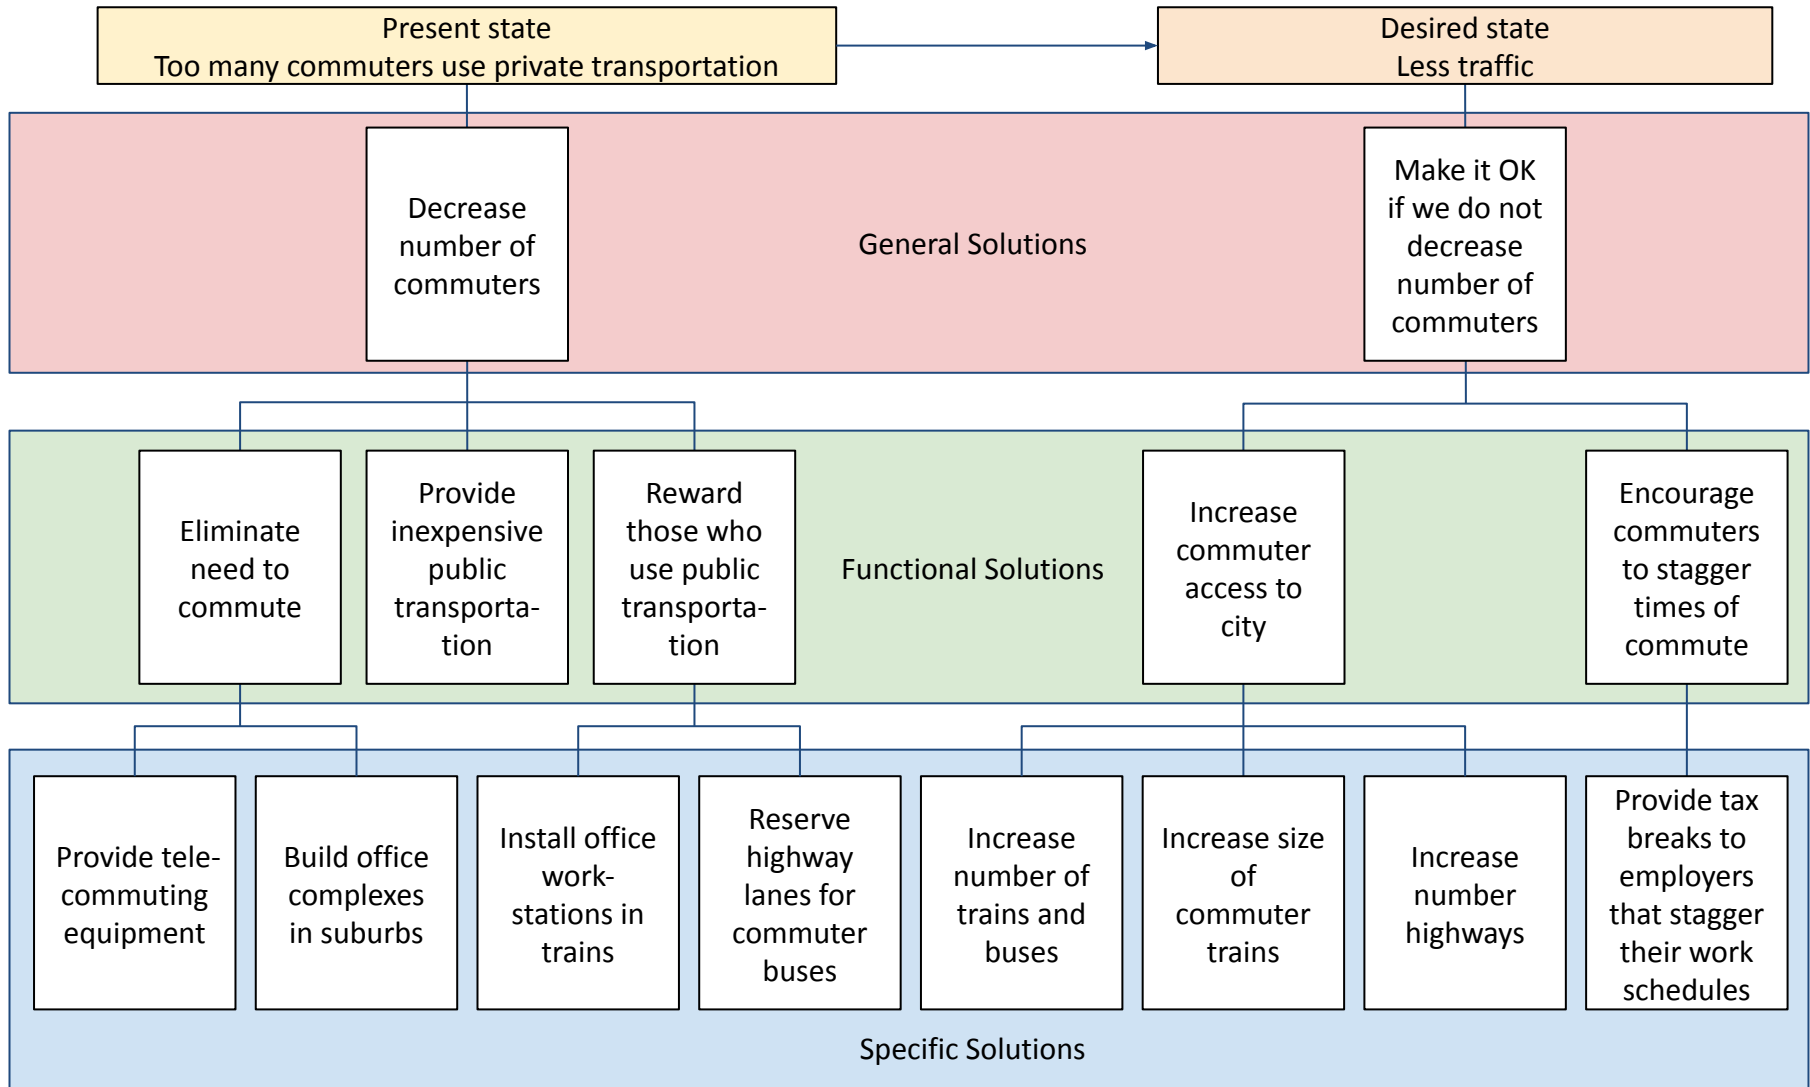 Present state
Too many commuters use private transportation
Desired state
Less traffic
Decrease
number of
commuters
General Solutions
Make it OK
if we do not
decrease
number of
commuters
Eliminate
need to
commute
Provide
inexpensive
public
transporta-
tion
Reward
those who
use public
transporta-
tion
Functional Solutions
Increase
commuter
access to
city
Encourage
commuters
to stagger
times of
commute
Provide tele-
commuting
equipment
Build office
complexes
in suburbs
Install office
work-
stations in
trains
Reserve
highway
lanes for
commuter
buses
Increase
number of
trains and
buses
Increase size
of
commuter
trains
Increase
number
highways
Provide tax
breaks to
employers
that stagger
their work
schedules
Specific Solutions